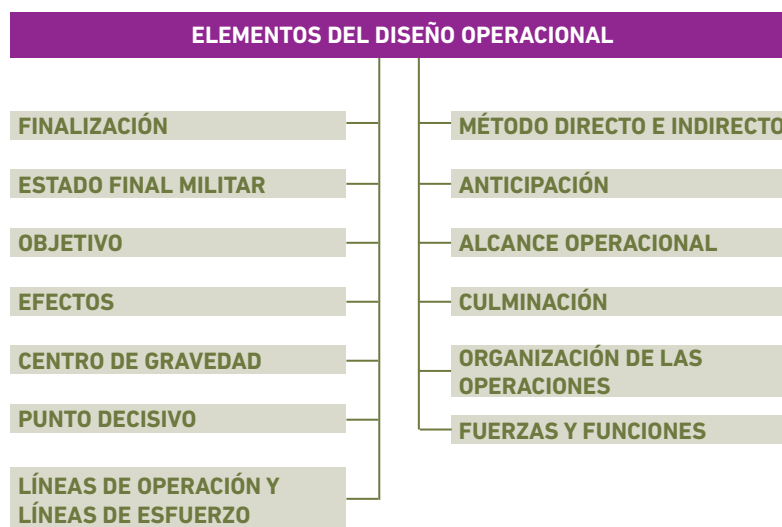 ELEMENTOS DEL DISEÑO OPERACIONAL
FINALIZACIÓN
ESTADO FINAL MILITAR
OBJETIVO
EFECTOS
CENTRO DE GRAVEDAD
PUNTO DECISIVO
LÍNEAS DE OPERACIÓN Y
LÍNEAS DE ESFUERZO
MÉTODO DIRECTO E INDIRECTO
ANTICIPACIÓN
ALCANCE OPERACIONAL
CULMINACIÓN
ORGANIZACIÓN DE LAS
OPERACIONES
FUERZAS Y FUNCIONES